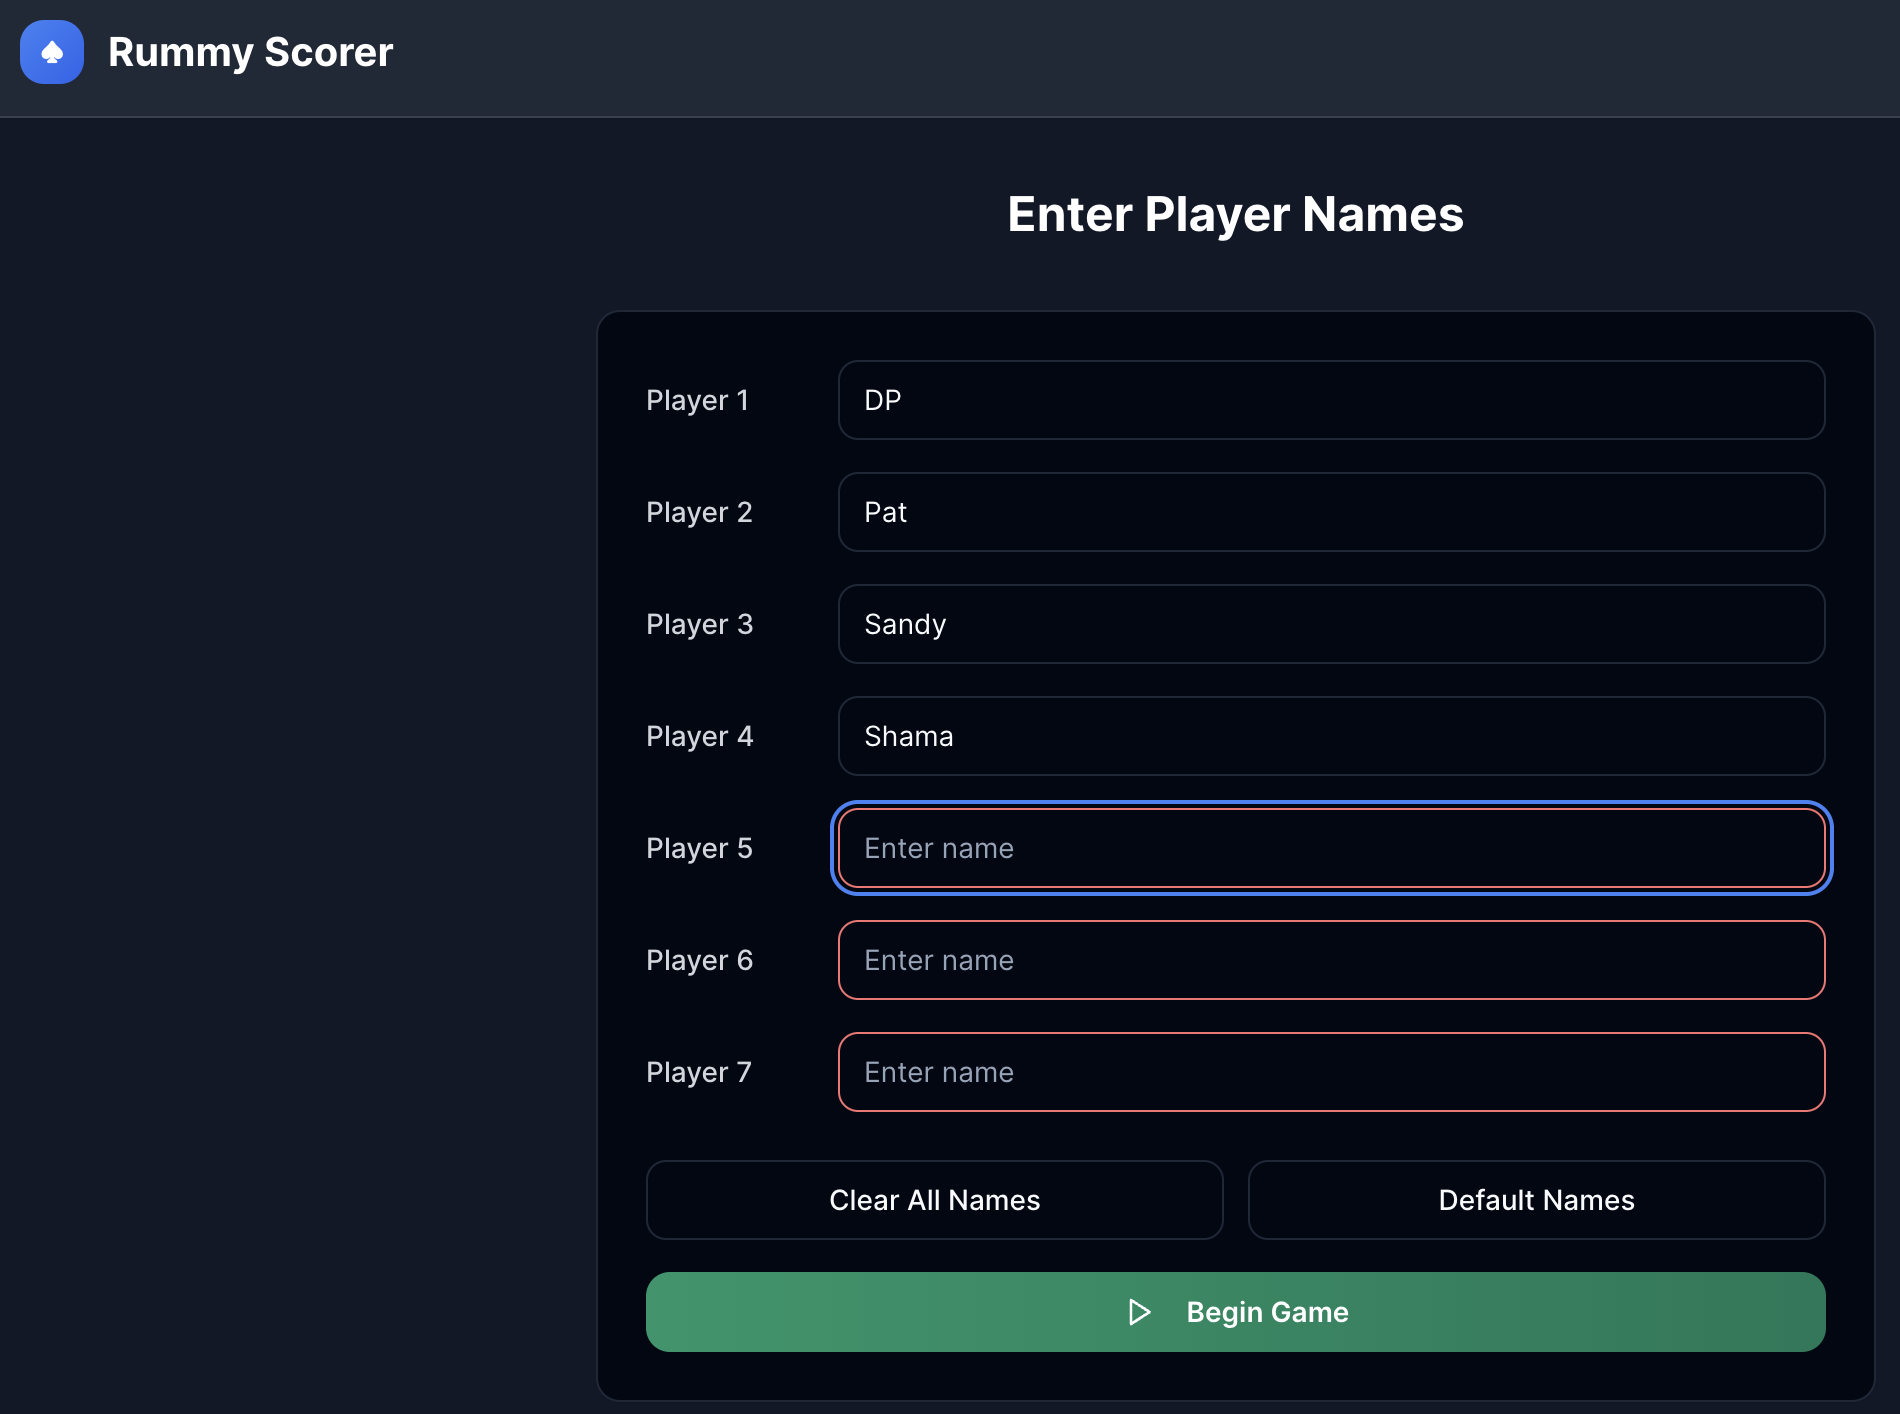 Rummy Scorer
Enter Player Names
Player 1 DP
Player 2 Pat
Player 3 Sandy
Player 4 Shama
Player 5 Enter name
Player 6 Enter name
Player 7 Enter name
Clear All Names Default Names
Begin Game